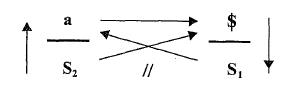 a $
S₂ // S₁